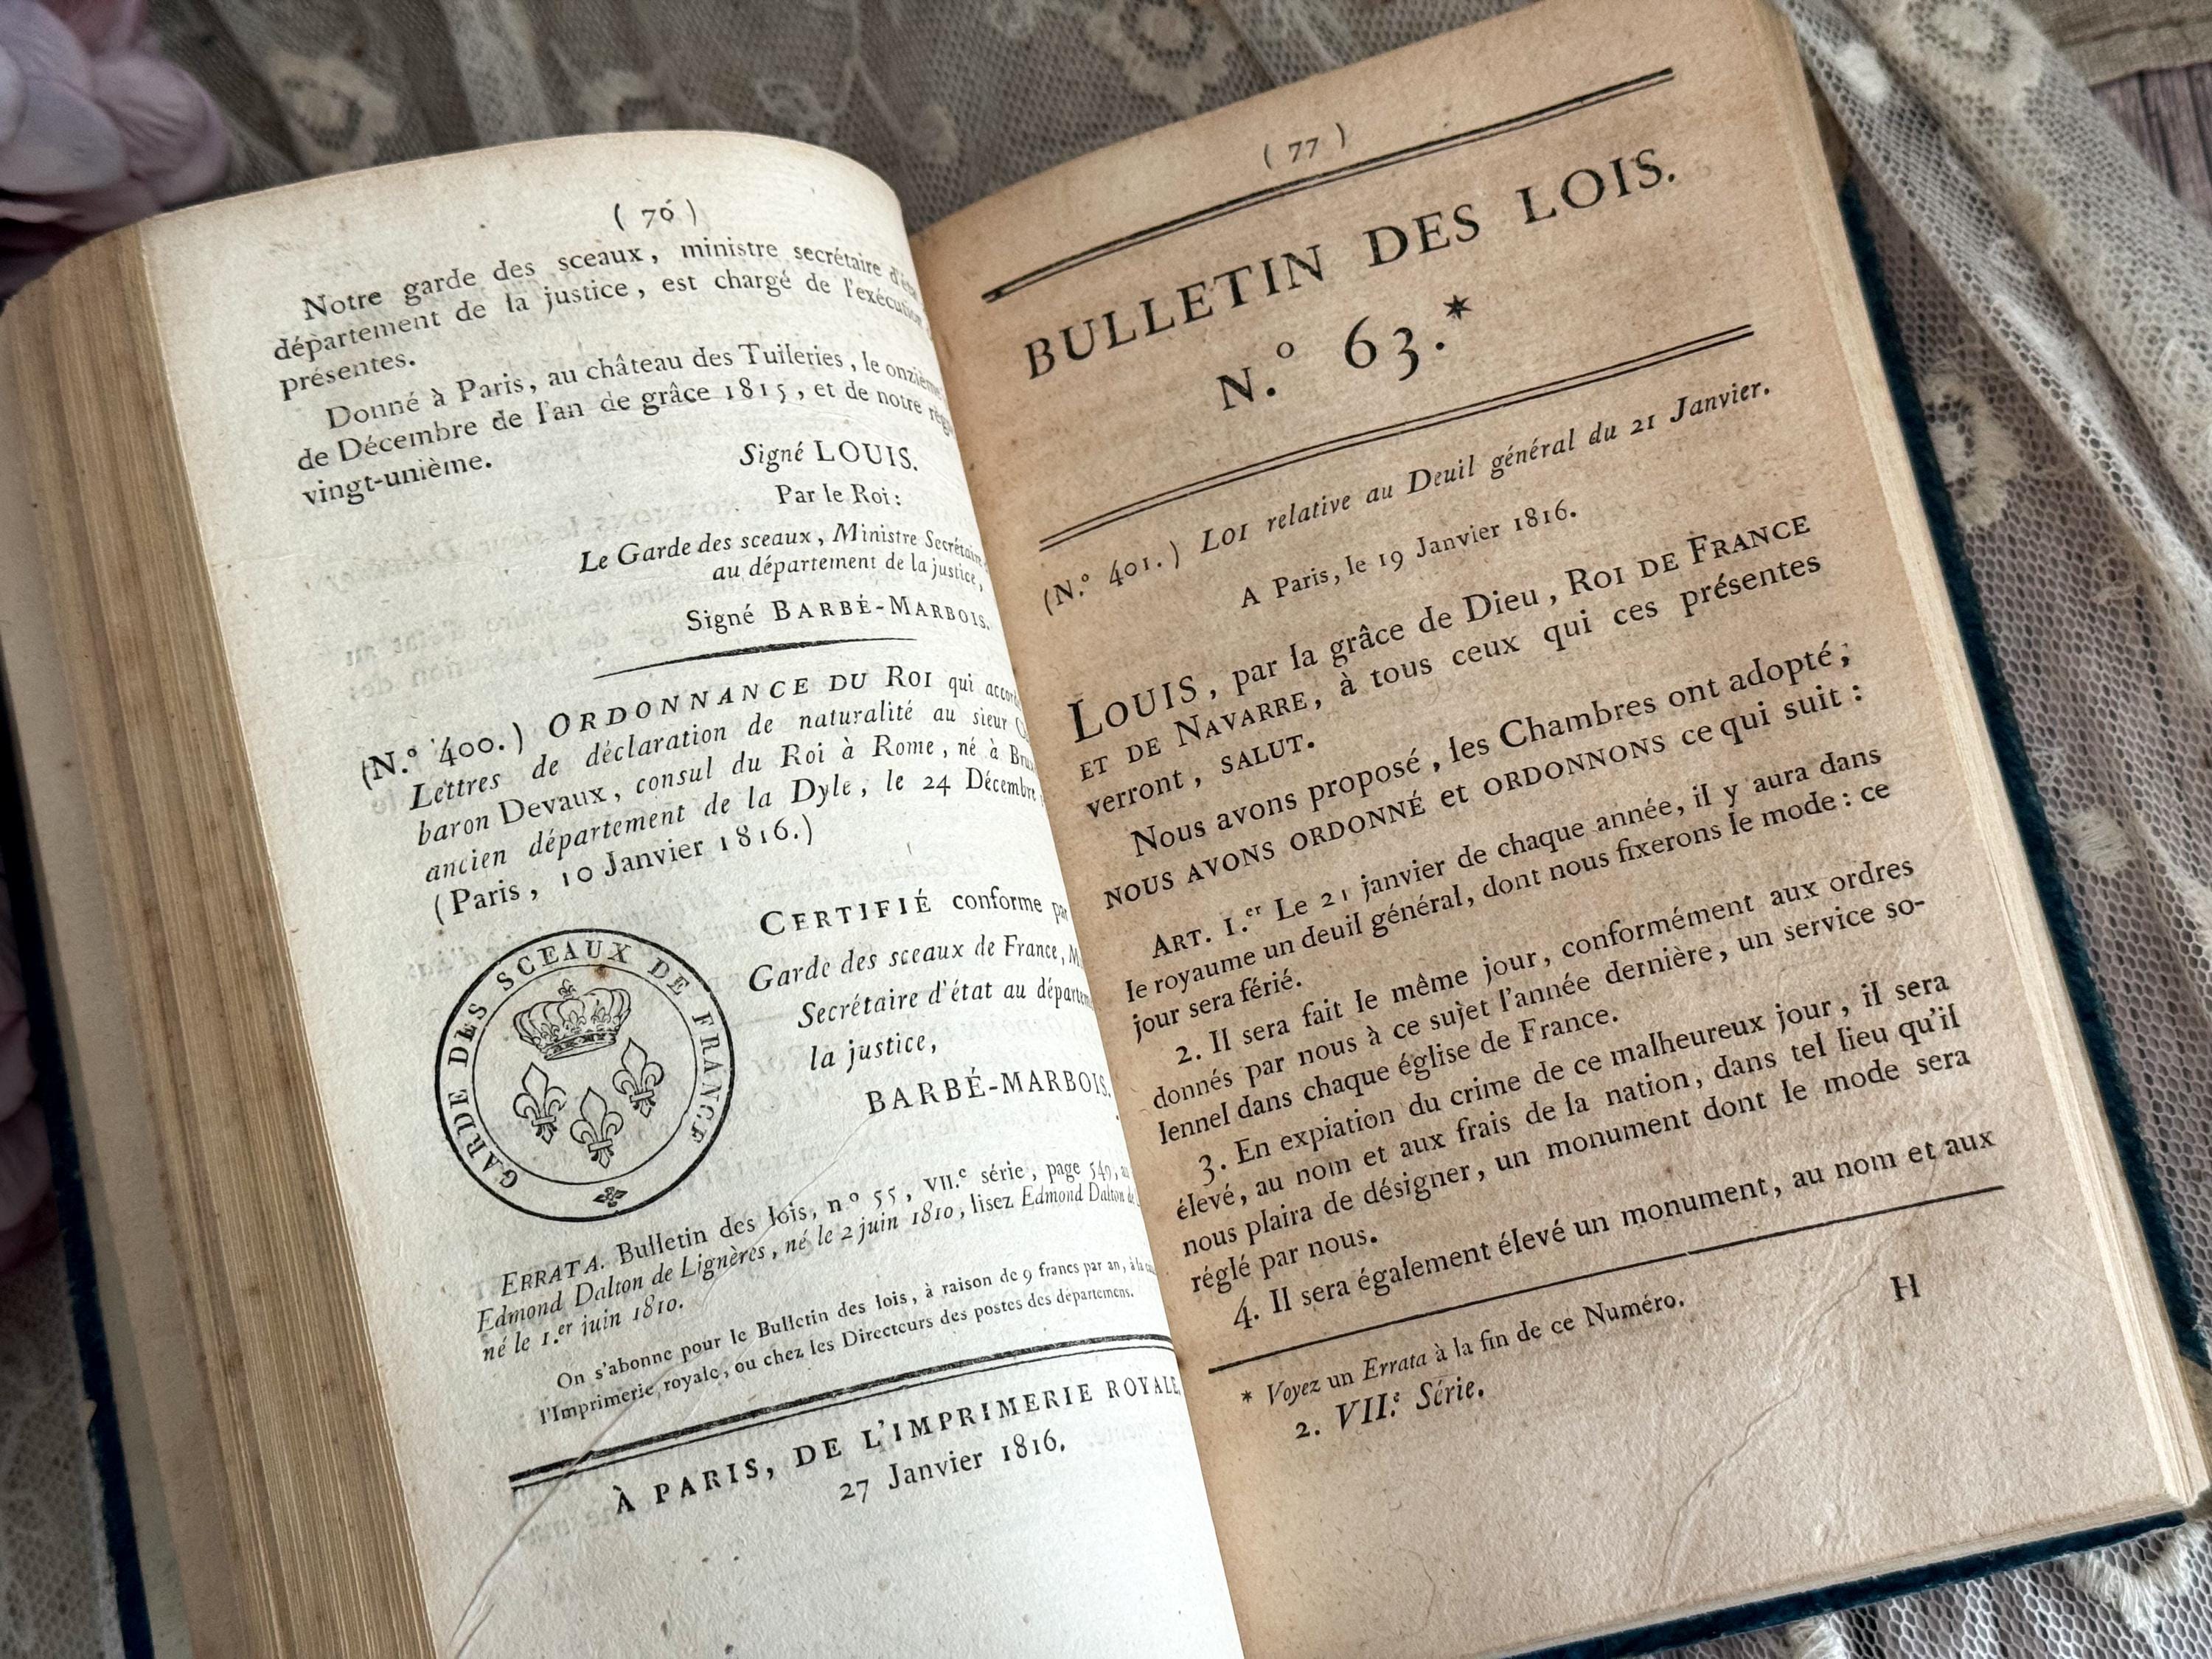 ( 76 )
Notre garde des sceaux, ministre secrétaire
département de la justice, est chargé de l'exécution
présentes.
Donné à Paris, au château des Tuileries, le onzième
de Décembre de l'an de grâce 1815, et de notre
vingt-unième.
Signé LOUIS.
Par le Roi :
Le Garde des sceaux, Ministre Secrétaire
au département de la justice,
Signé BARBÉ-MARBOIS.
(N.º 400.) ORDONNANCE DU ROI qui
Lettres de déclaration de naturalité au sieur
baron Devaux, consul du Roi à Rome, né à
ancien département de la Dyle, le 24 Décembre
(Paris, 10 Janvier 1816.)
GARDE DES SCEAUX DE FRANCE
CERTIFIÉ conforme
Garde des sceaux de France,
Secrétaire d'état au
la justice,
BARBÉ-MARBOIS.
ERRATA. Bulletin des lois, n.º 55, VII.e série, page 549,
Edmond Dalton de Lignères, né le 2 juin 1810, lisez Edmond Dalton
né le 1.er juin 1810.
On s'abonne pour le Bulletin des lois, à raison de 9 francs par an, à la
l'Imprimerie royale, ou chez les Directeurs des postes des départemens.
À PARIS, DE L'IMPRIMERIE ROYALE.
27 Janvier 1816.
( 77 )
BULLETIN DES LOIS.
N.º 63.*
(N.º 401.) LOI relative au Deuil général du 21 Janvier.
A Paris, le 19 Janvier 1816.
LOUIS, par la grâce de Dieu, ROI DE FRANCE
ET DE NAVARRE, à tous ceux qui ces présentes
verront, SALUT.
Nous avons proposé, les Chambres ont adopté ;
NOUS AVONS ORDONNÉ et ORDONNONS ce qui suit :
ART. 1.er Le 21 janvier de chaque année, il y aura dans
le royaume un deuil général, dont nous fixerons le mode : ce
jour sera férié.
2. Il sera fait le même jour, conformément aux ordres
donnés par nous à ce sujet l'année dernière, un service so-
lennel dans chaque église de France.
3. En expiation du crime de ce malheureux jour, il sera
élevé, au nom et aux frais de la nation, dans tel lieu qu'il
nous plaira de désigner, un monument dont le mode sera
réglé par nous.
4. Il sera également élevé un monument, au nom et aux
* Voyez un Errata à la fin de ce Numéro.
2. VII.e Série. H